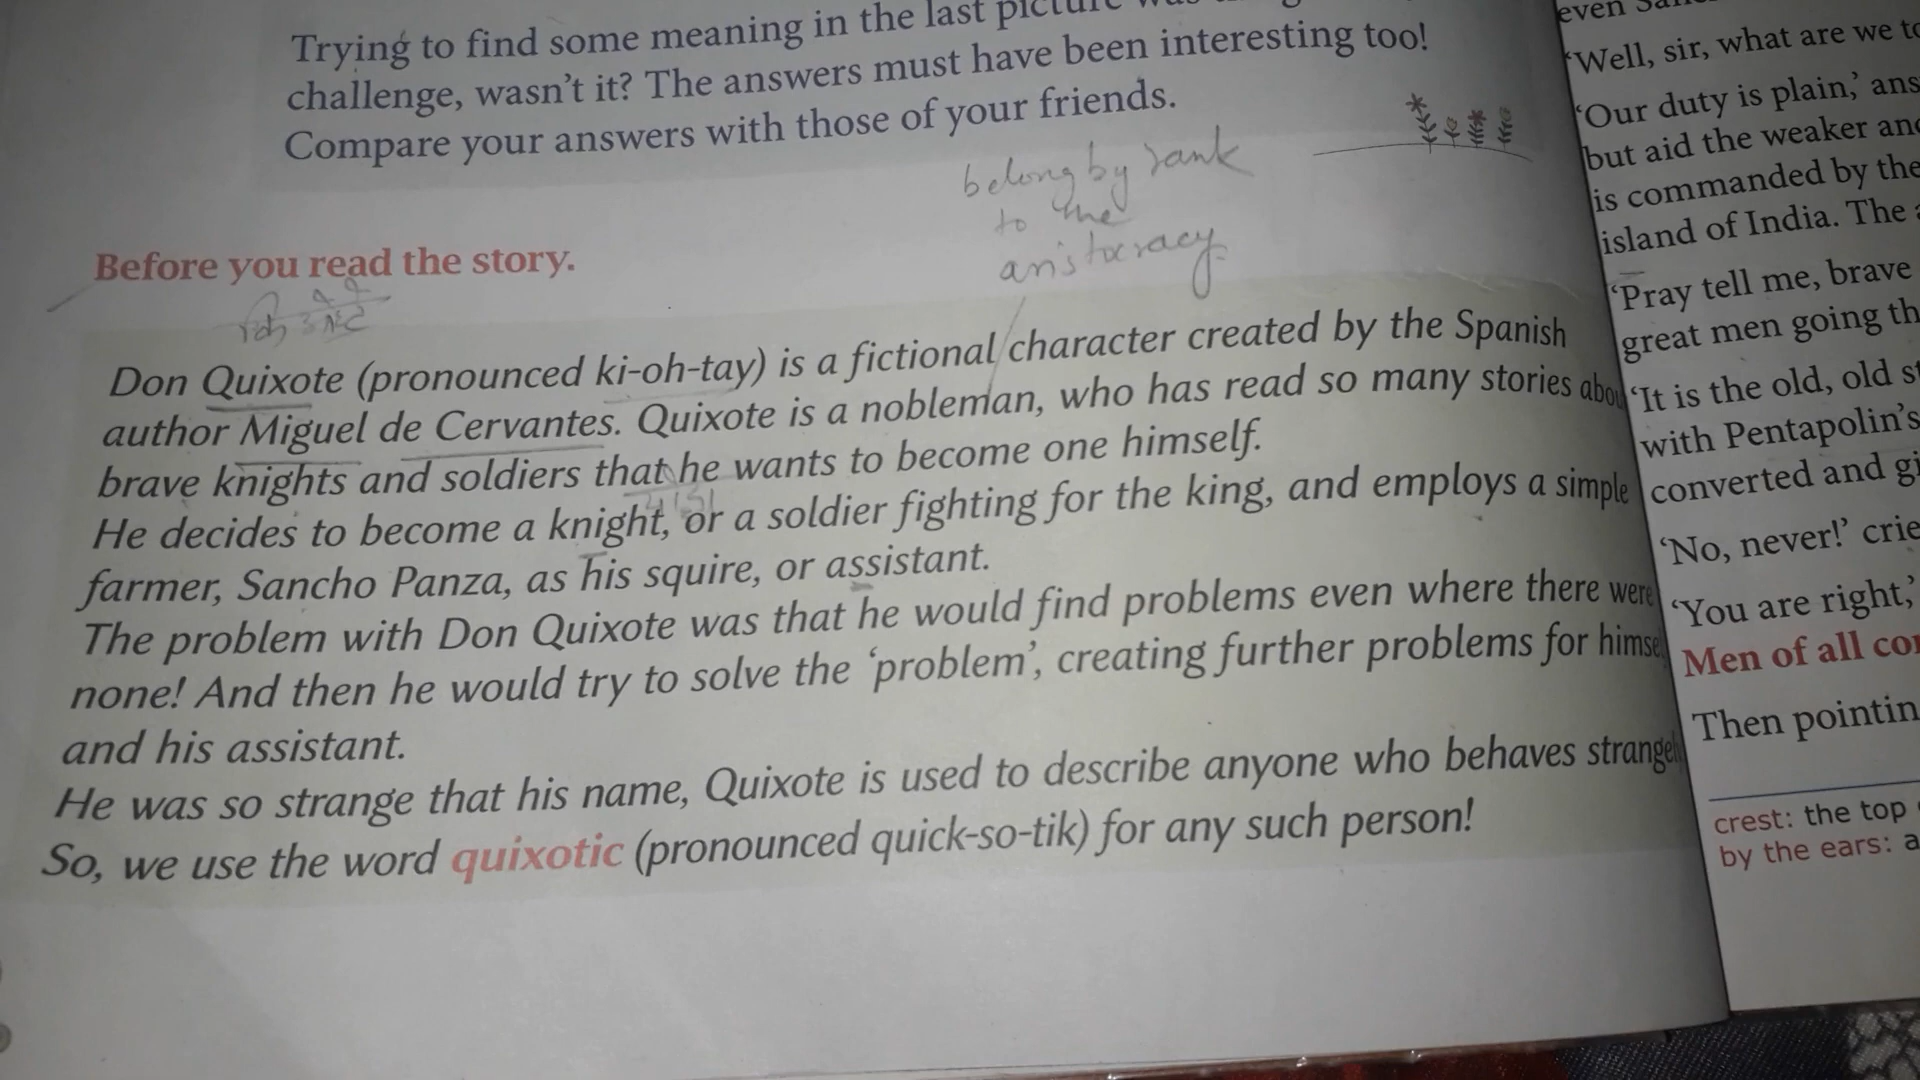 Trying to find some meaning in the last picture was
challenge, wasn't it? The answers must have been interesting too!
Compare your answers with those of your friends.
belong by rank
to the
aristocracy.
Before you read the story.
Don Quixote (pronounced ki-oh-tay) is a fictional character created by the Spanish
author Miguel de Cervantes. Quixote is a nobleman, who has read so many stories
brave knights and soldiers that he wants to become one himself.
He decides to become a knight, or a soldier fighting for the king, and employs a simple
farmer, Sancho Panza, as his squire, or assistant.
The problem with Don Quixote was that he would find problems even where there were
none! And then he would try to solve the 'problem', creating further problems for
and his assistant.
He was so strange that his name, Quixote is used to describe anyone who behaves
So, we use the word quixotic (pronounced quick-so-tik) for any such person!
even
'Well, sir, what are we
'Our duty is plain,'
but aid the weaker
is commanded by the
island of India. The
'Pray tell me, brave
great men going
'It is the old, old
with Pentapolin's
converted and
'No, never!'
'You are right,'
Men of all
Then
crest: the top
by the ears: